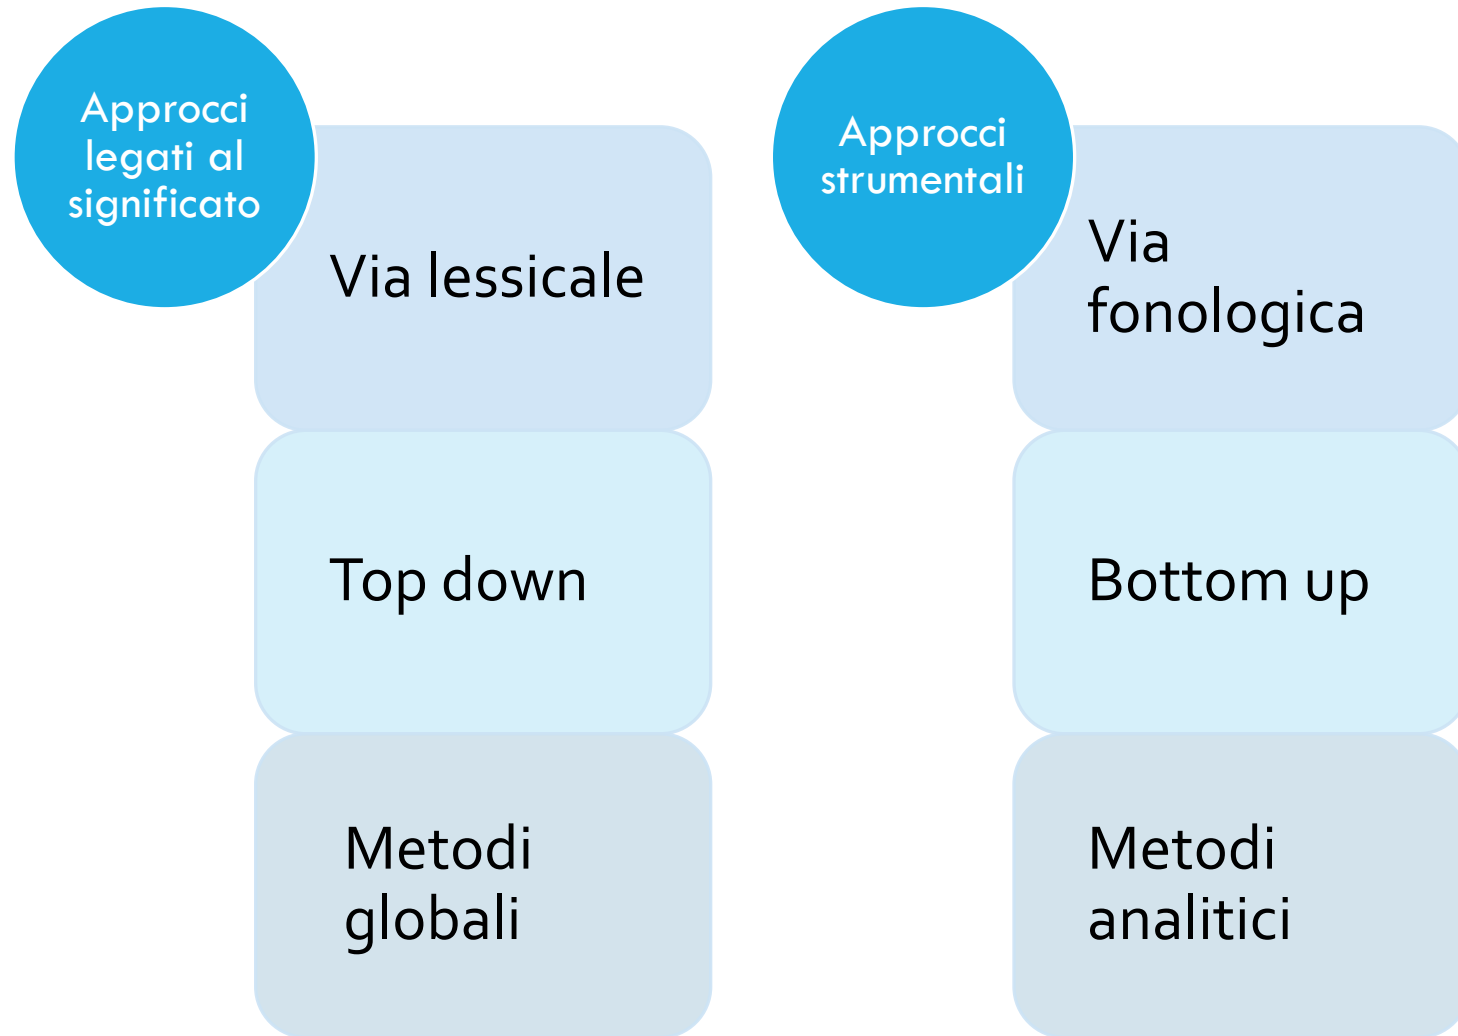 Approcci
legati al
significato
Via lessicale
Top down
Metodi
globali
Approcci
strumentali
Via
fonologica
Bottom up
Metodi
analitici